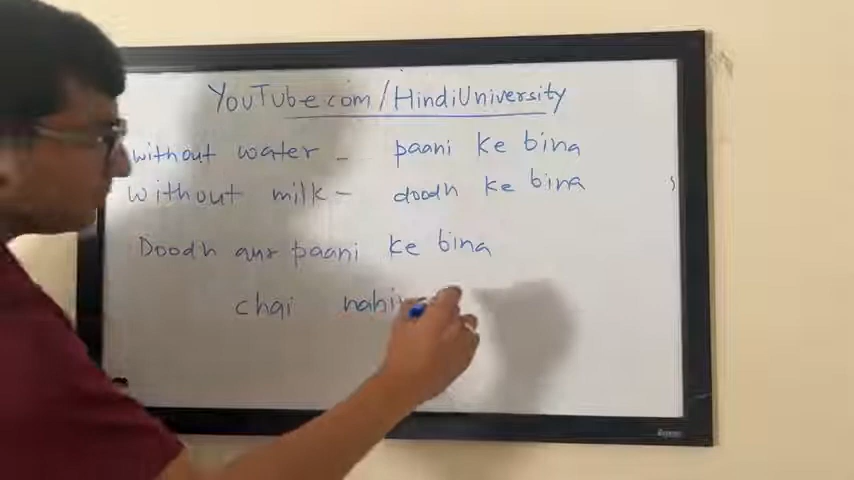 YouTube.com/HindiUniversity
without water - paani ke bina
without milk - doodh ke bina
Doodh aur paani ke bina
chai